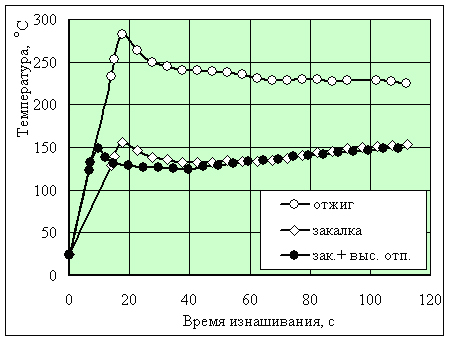 Температура, °С
300
250
200
150
100
50
0
0 20 40 60 80 100 120
Время изнашивания, с
отжиг
закалка
зак.+ выс. отп.